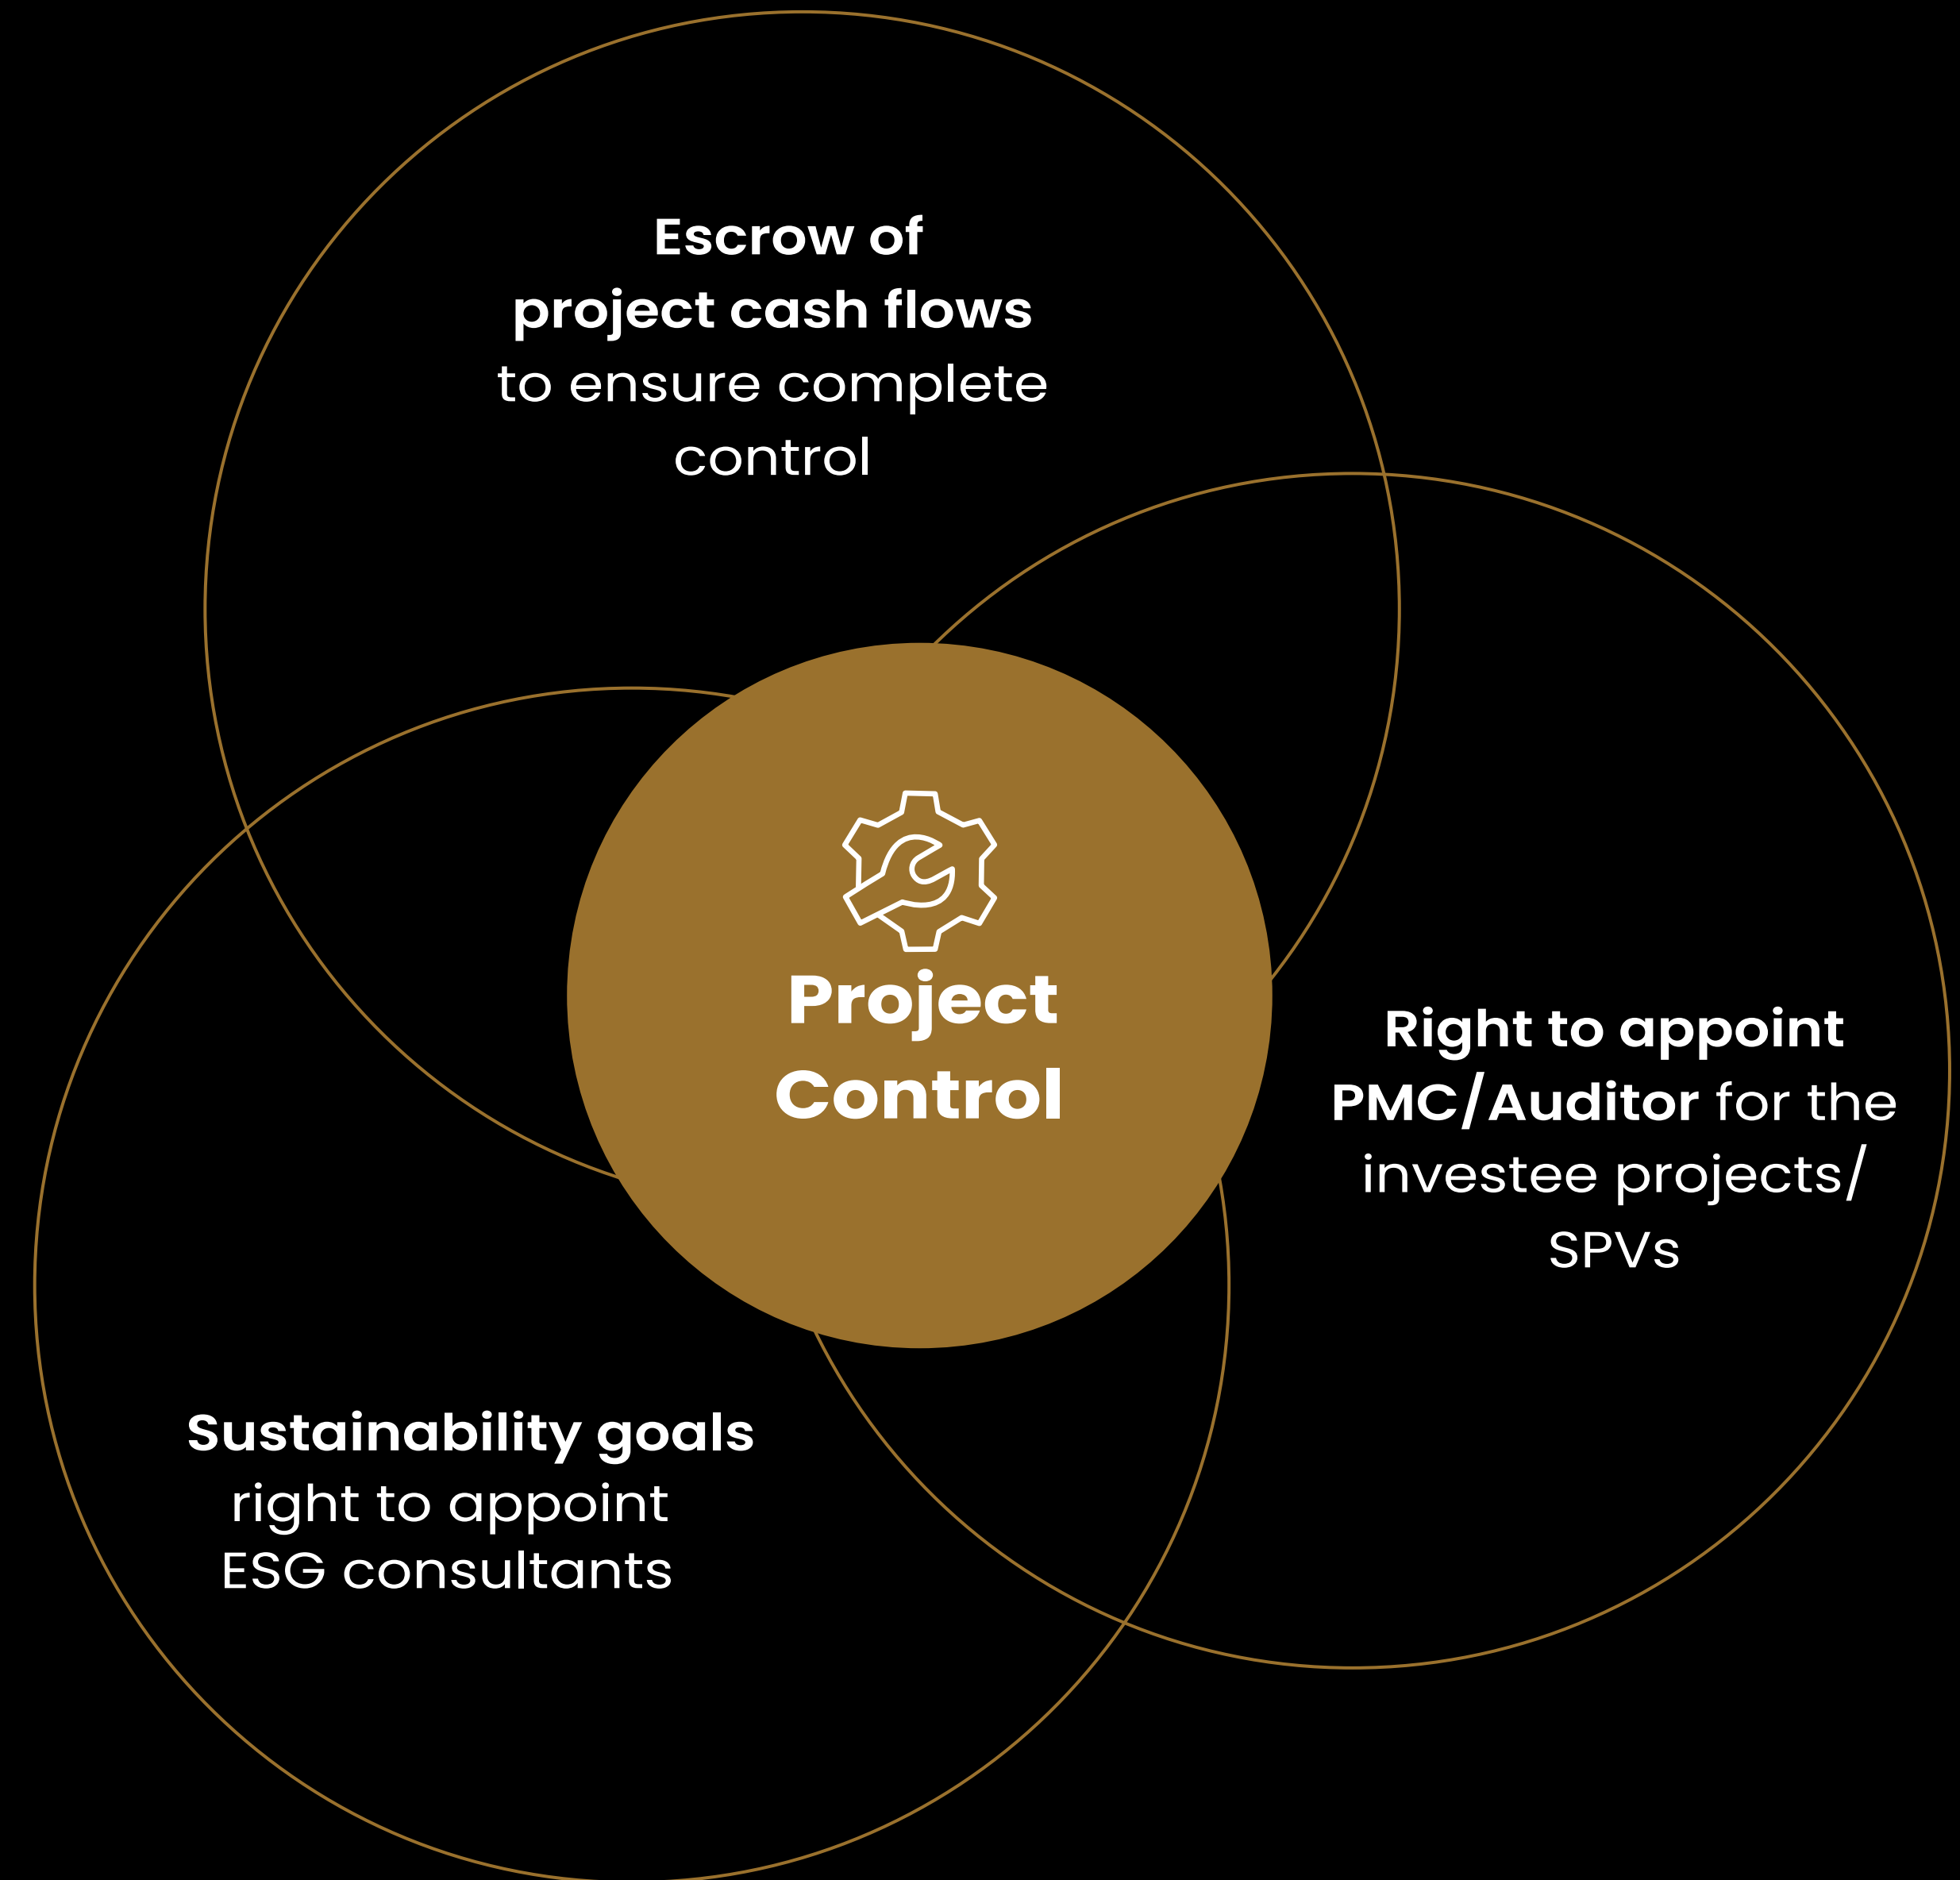 Escrow of
project cash flows
to ensure complete
control
Project
Control
Right to appoint
PMC/Auditor for the
investee projects/
SPVs
Sustainability goals
right to appoint
ESG consultants